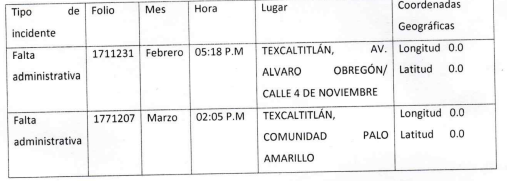 Tipo de incidente Folio Mes Hora Lugar Coordenadas Geográficas
Falta administrativa 1711231 Febrero 05:18 P.M TEXCALTITLÁN, AV. ALVARO OBREGÓN/ CALLE 4 DE NOVIEMBRE Longitud 0.0 Latitud 0.0
Falta administrativa 1771207 Marzo 02:05 P.M TEXCALTITLÁN, COMUNIDAD PALO AMARILLO Longitud 0.0 Latitud 0.0